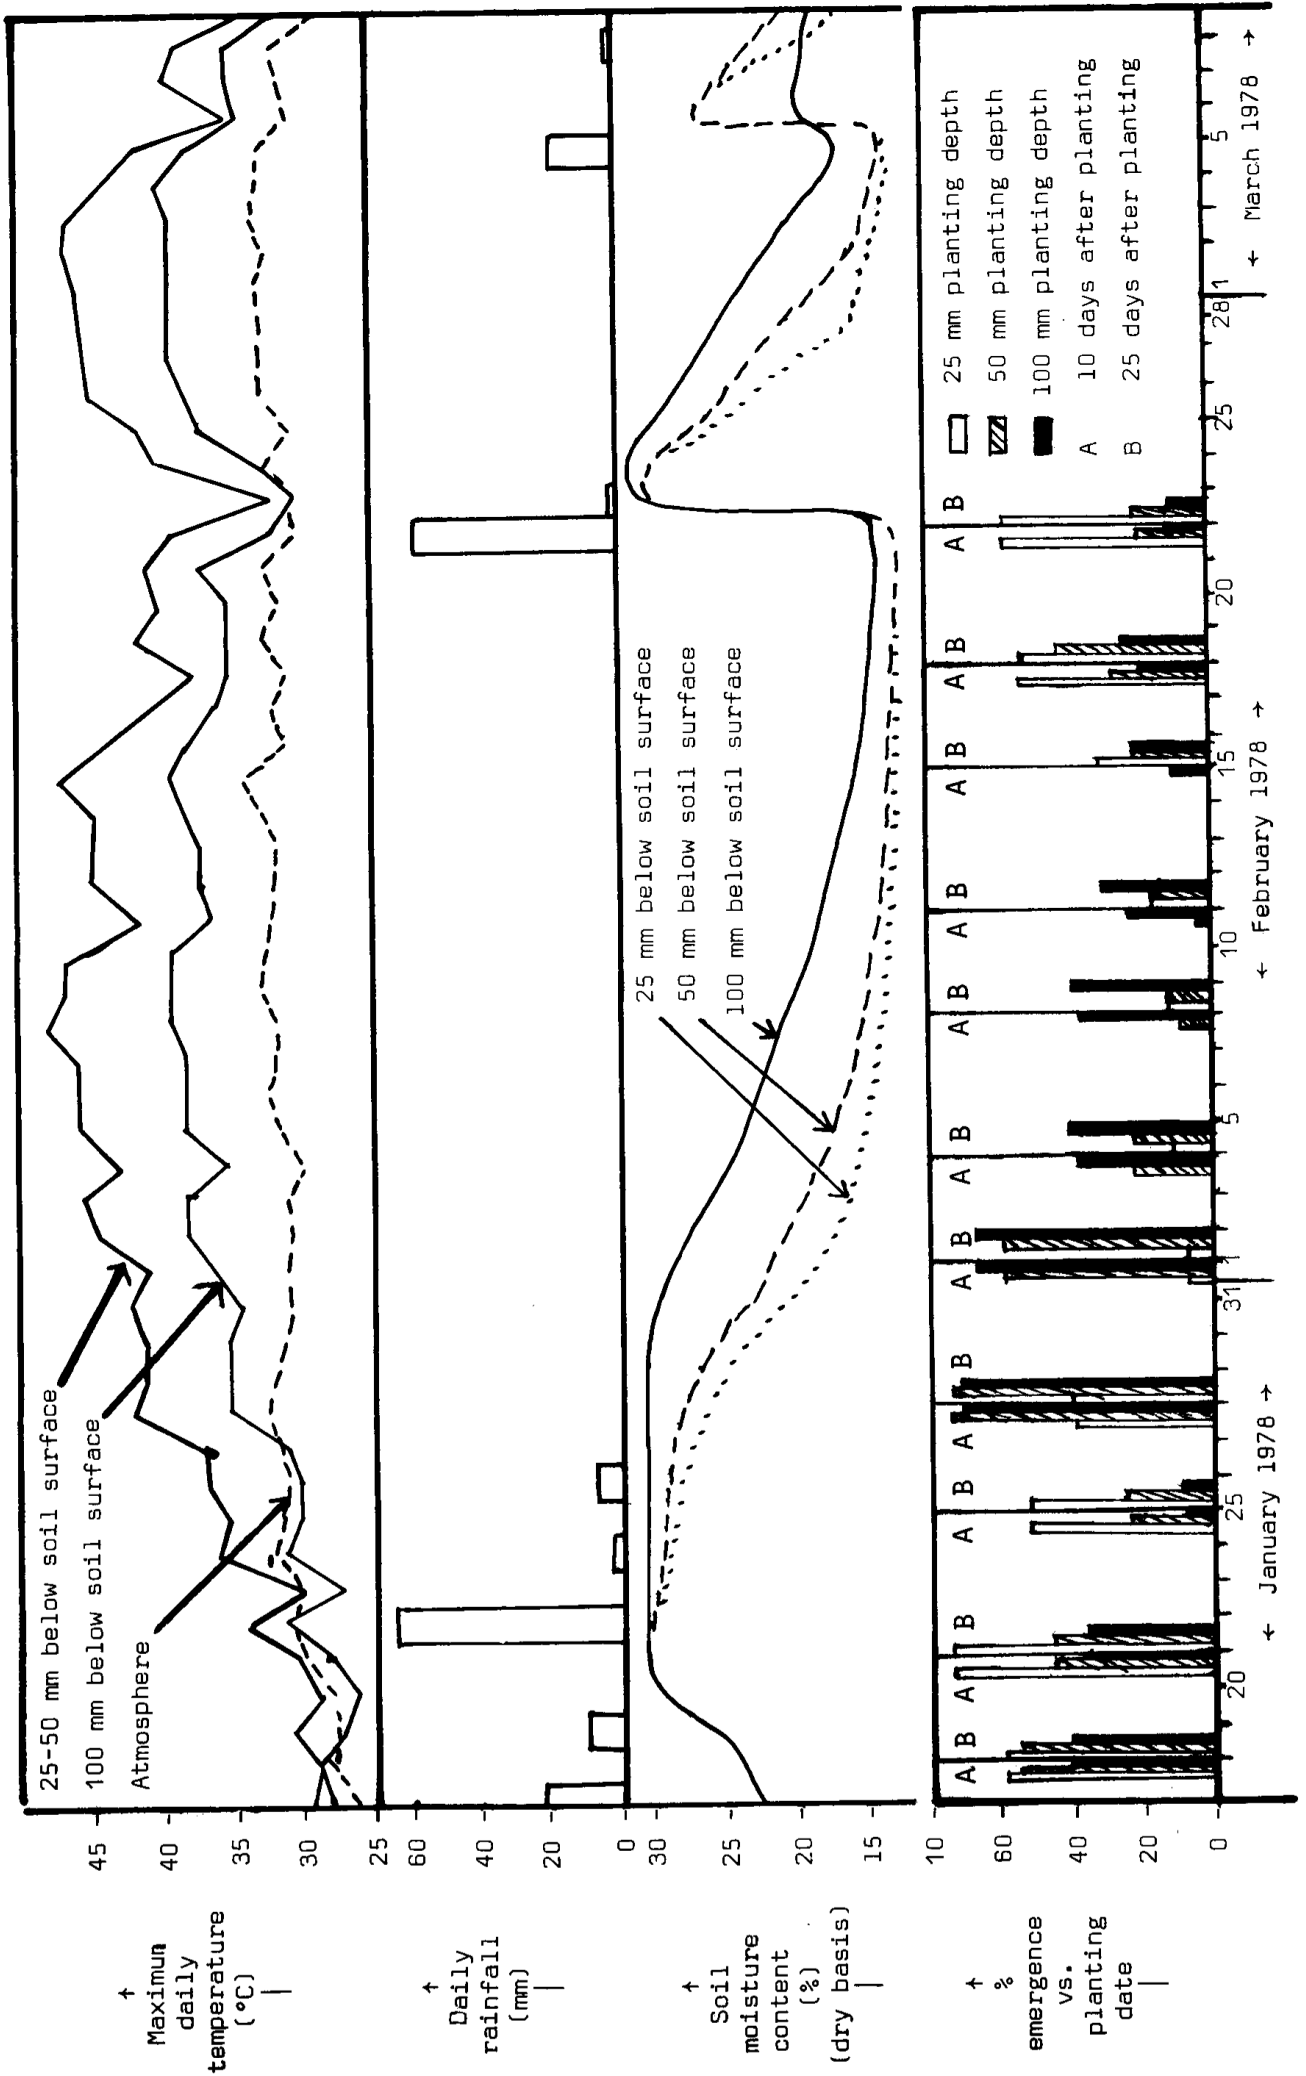 ↑
Maximun
daily
temperature
(°C)
45
40
35
30
25
25-50 mm below soil surface
100 mm below soil surface
Atmosphere
↑
Daily
rainfall
(mm)
60
40
20
0
↑
Soil
moisture
content
(%)
(dry basis)
30
25
20
15
25 mm below soil surface
50 mm below soil surface
100 mm below soil surface
↑
%
emergence
vs.
planting
date
10
60
40
20
0
A B A B A B A B A B A B A B A B A B A B A B
25 mm planting depth
50 mm planting depth
100 mm planting depth
A 10 days after planting
B 25 days after planting
20 25 31 1 5 10 15 20 25 28 1 5
← January 1978 →
← February 1978 →
← March 1978 →